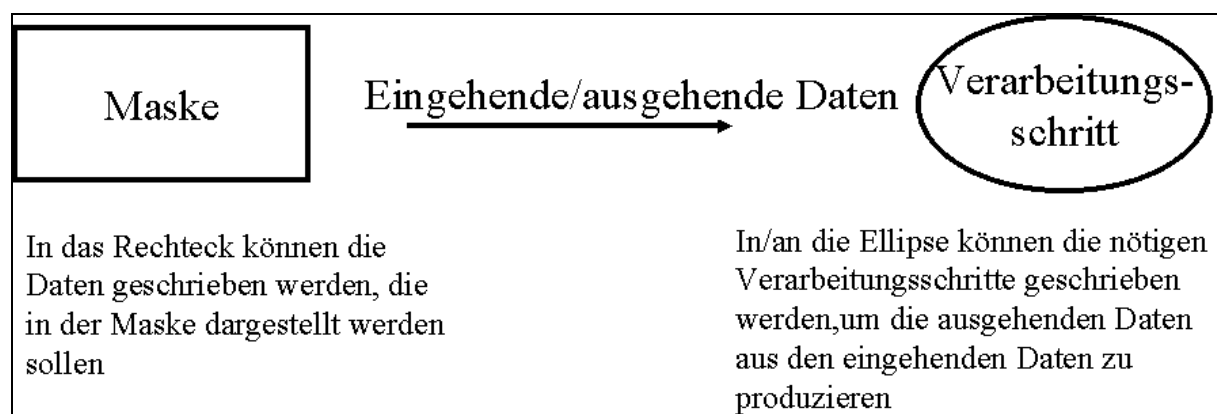 Maske
Eingehende/ausgehende Daten
Verarbeitungs-
schritt
In das Rechteck können die
Daten geschrieben werden, die
in der Maske dargestellt werden
sollen
In/an die Ellipse können die nötigen
Verarbeitungsschritte geschrieben
werden,um die ausgehenden Daten
aus den eingehenden Daten zu
produzieren